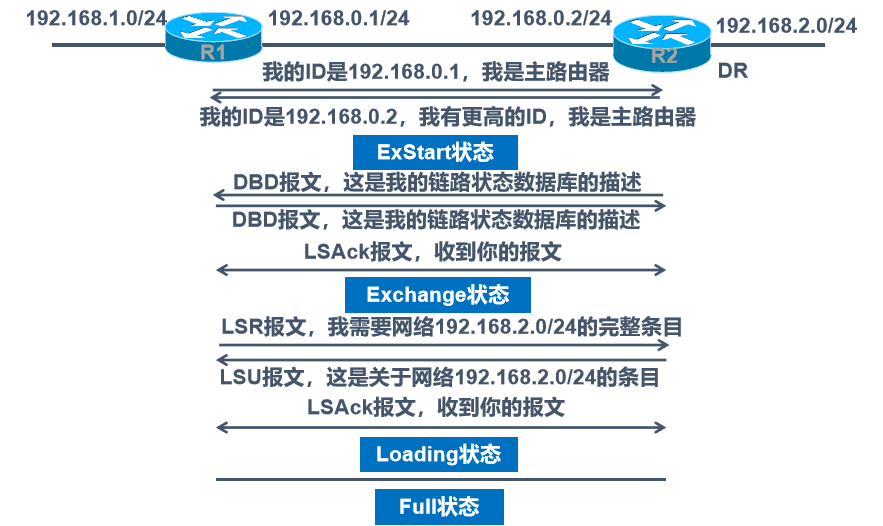 192.168.1.0/24
192.168.0.1/24
192.168.0.2/24
192.168.2.0/24
R1
R2
DR
我的ID是192.168.0.1，我是主路由器
我的ID是192.168.0.2，我有更高的ID，我是主路由器
ExStart状态
DBD报文，这是我的链路状态数据库的描述
DBD报文，这是我的链路状态数据库的描述
LSAck报文，收到你的报文
Exchange状态
LSR报文，我需要网络192.168.2.0/24的完整条目
LSU报文，这是关于网络192.168.2.0/24的条目
LSAck报文，收到你的报文
Loading状态
Full状态